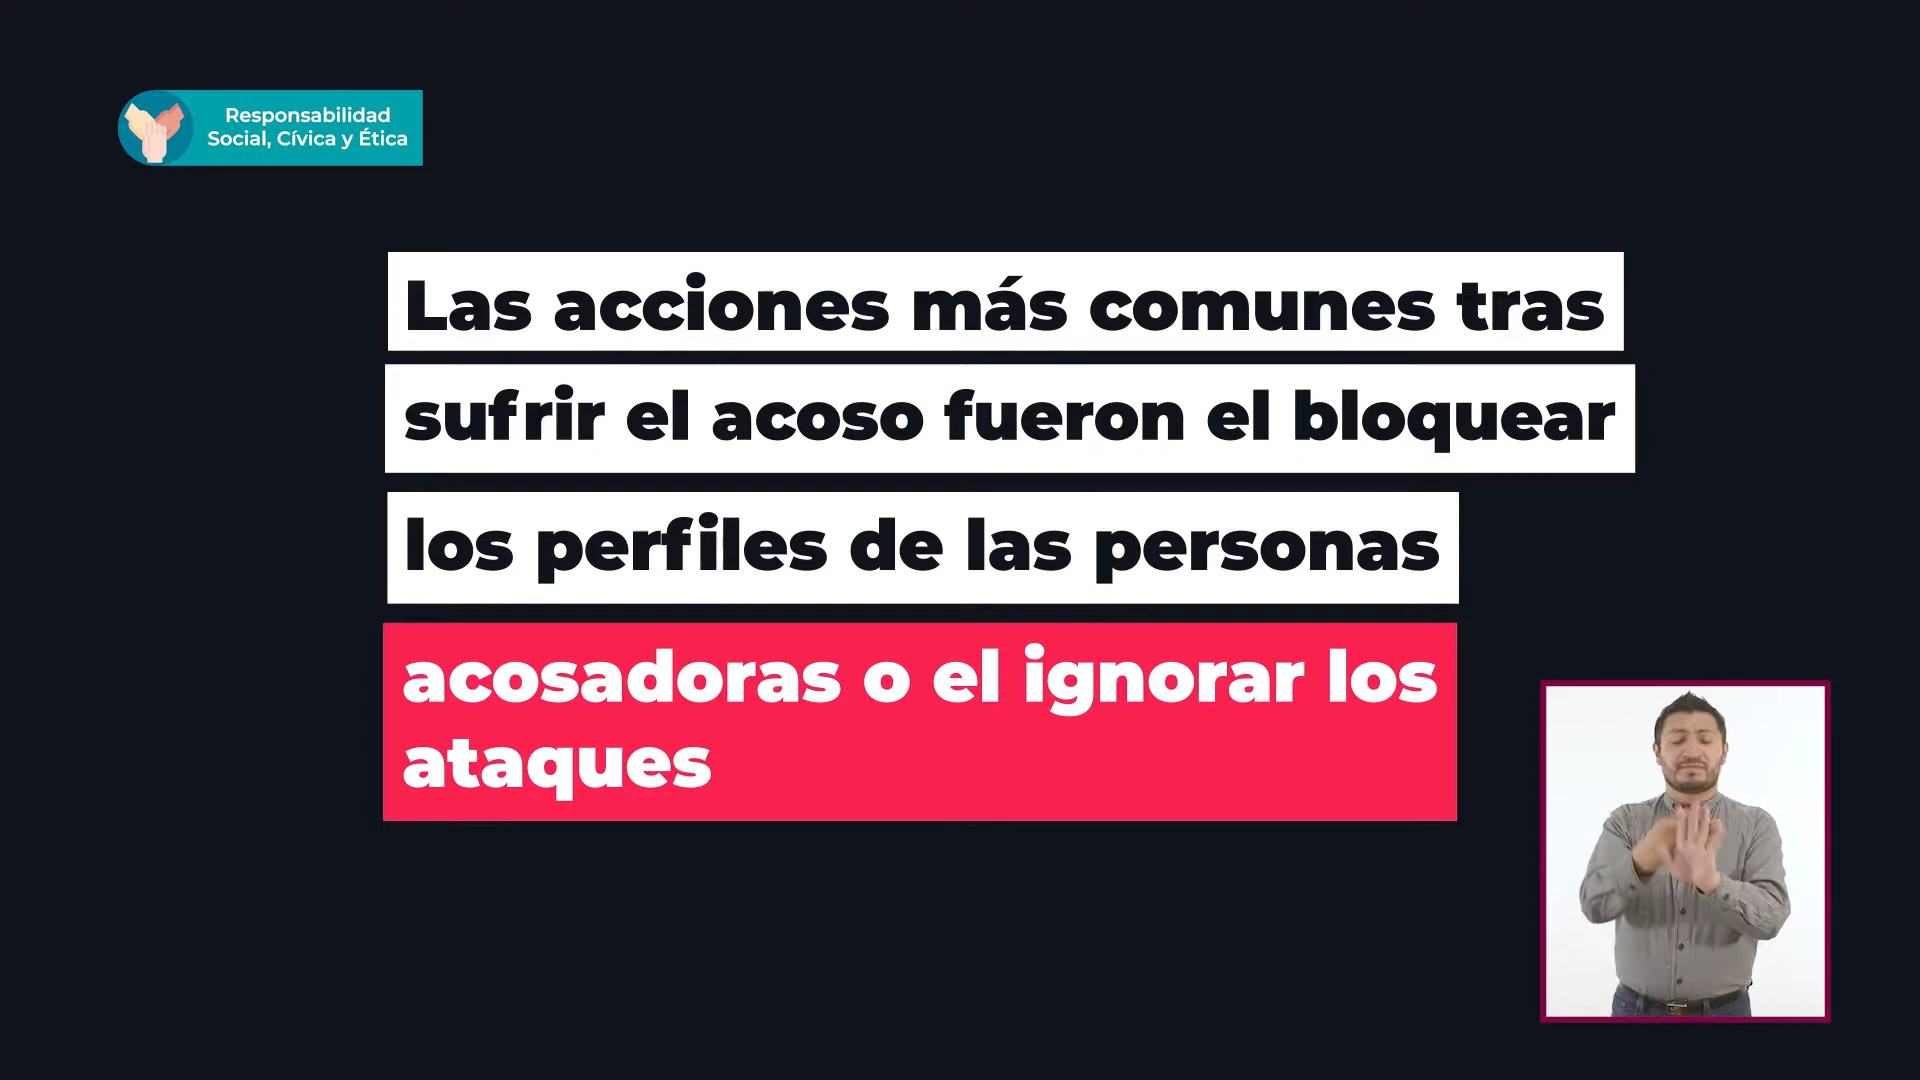 Responsabilidad
Social, Cívica y Ética
Las acciones más comunes tras
sufrir el acoso fueron el bloquear
los perfiles de las personas
acosadoras o el ignorar los
ataques